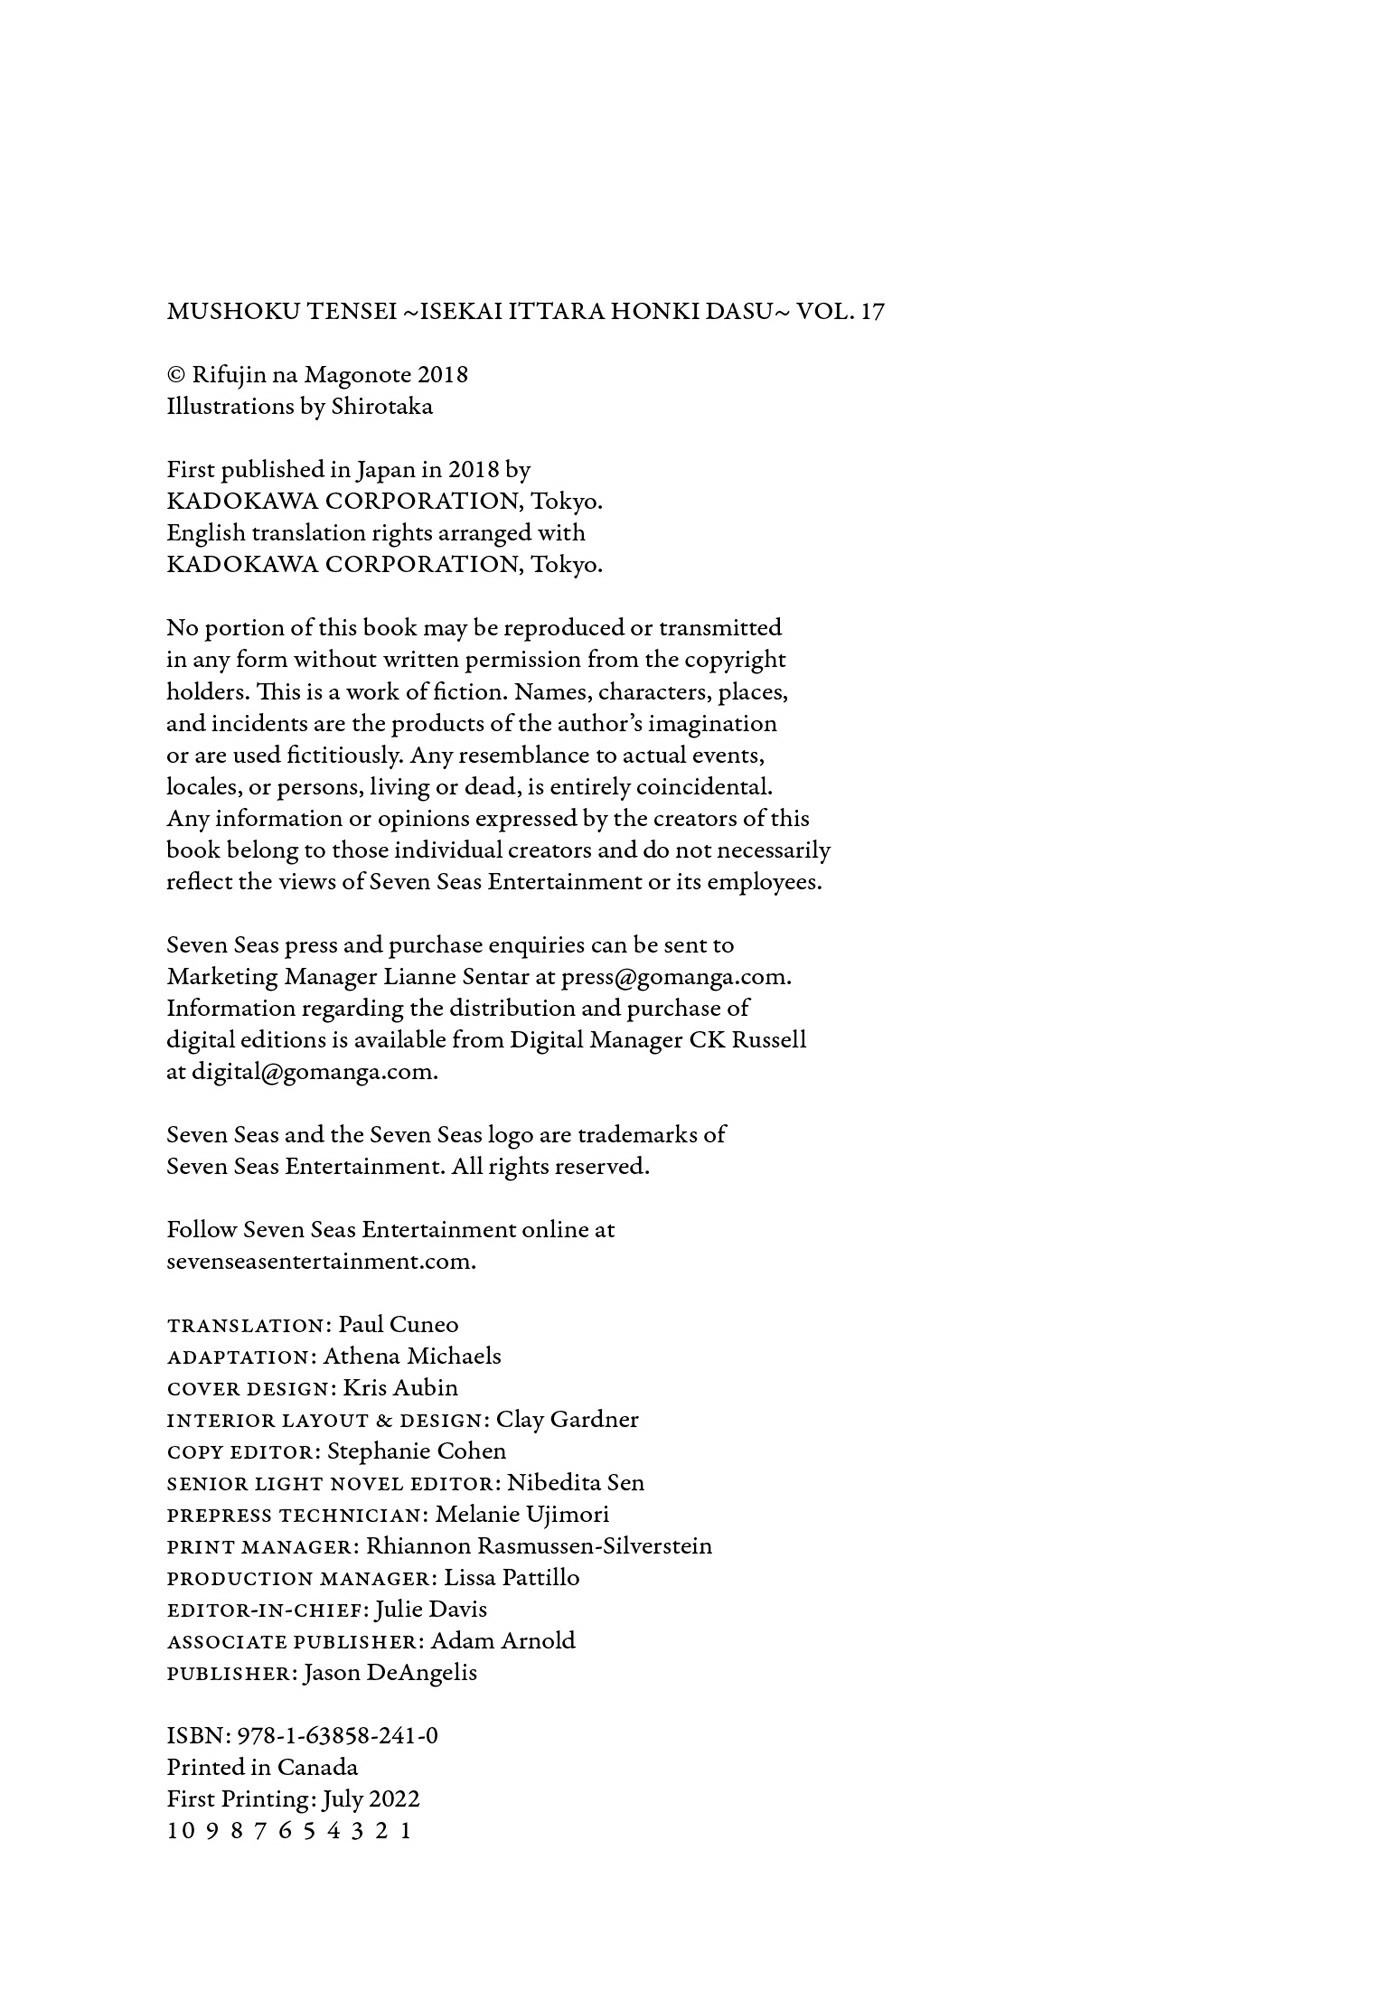 MUSHOKU TENSEI ~ISEKAI ITTARA HONKI DASU~ VOL. 17
© Rifujin na Magonote 2018
Illustrations by Shirotaka
First published in Japan in 2018 by
KADOKAWA CORPORATION, Tokyo.
English translation rights arranged with
KADOKAWA CORPORATION, Tokyo.
No portion of this book may be reproduced or transmitted
in any form without written permission from the copyright
holders. This is a work of fiction. Names, characters, places,
and incidents are the products of the author’s imagination
or are used fictitiously. Any resemblance to actual events,
locales, or persons, living or dead, is entirely coincidental.
Any information or opinions expressed by the creators of this
book belong to those individual creators and do not necessarily
reflect the views of Seven Seas Entertainment or its employees.
Seven Seas press and purchase enquiries can be sent to
Marketing Manager Lianne Sentar at press@gomanga.com.
Information regarding the distribution and purchase of
digital editions is available from Digital Manager CK Russell
at digital@gomanga.com.
Seven Seas and the Seven Seas logo are trademarks of
Seven Seas Entertainment. All rights reserved.
Follow Seven Seas Entertainment online at
sevenseasentertainment.com.
TRANSLATION: Paul Cuneo
ADAPTATION: Athena Michaels
COVER DESIGN: Kris Aubin
INTERIOR LAYOUT & DESIGN: Clay Gardner
COPY EDITOR: Stephanie Cohen
SENIOR LIGHT NOVEL EDITOR: Nibedita Sen
PREPRESS TECHNICIAN: Melanie Ujimori
PRINT MANAGER: Rhiannon Rasmussen-Silverstein
PRODUCTION MANAGER: Lissa Pattillo
EDITOR-IN-CHIEF: Julie Davis
ASSOCIATE PUBLISHER: Adam Arnold
PUBLISHER: Jason DeAngelis
ISBN: 978-1-63858-241-0
Printed in Canada
First Printing: July 2022
10 9 8 7 6 5 4 3 2 1